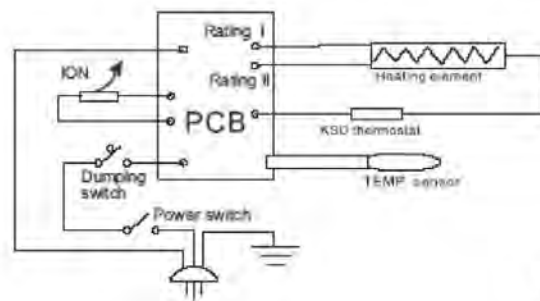 Rating I
ION
Rating II
Heating element
PCB
KSD thermostat
Dumping
switch
TEMP sensor
Power switch